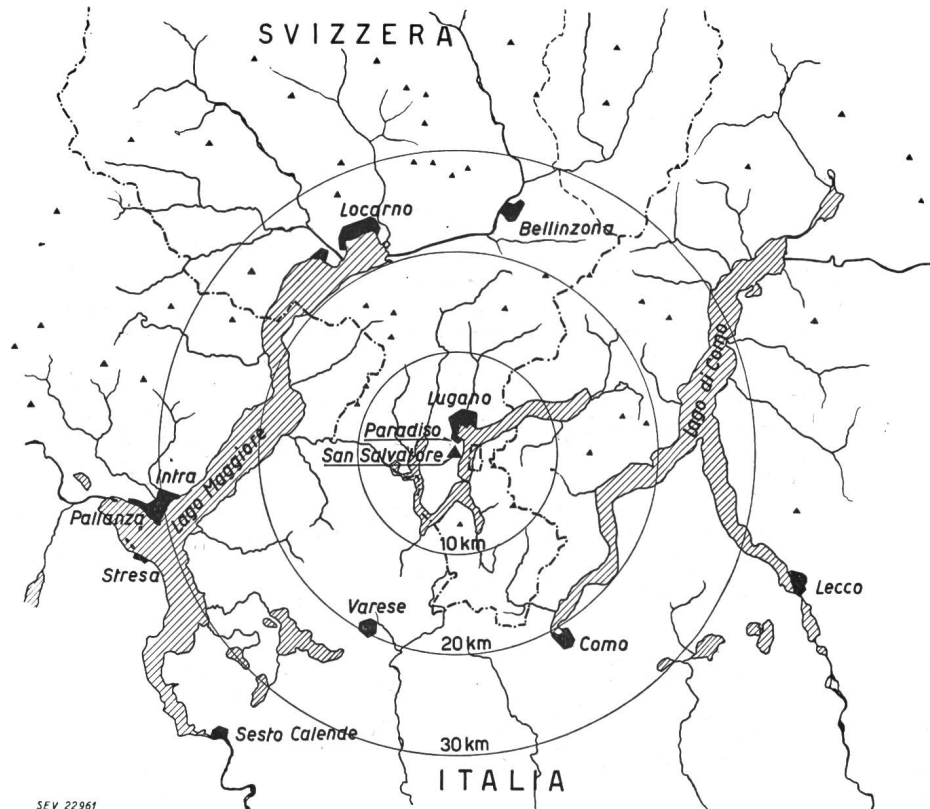 SVIZZERA
Locarno
Bellinzona
Lago di Como
Lugano
Paradiso
San Salvatore
Lago Maggiore
Intra
Pallanza
10 km
Stresa
Lecco
Varese
Como
20 km
Sesto Calende
30 km
ITALIA
SEV 22961